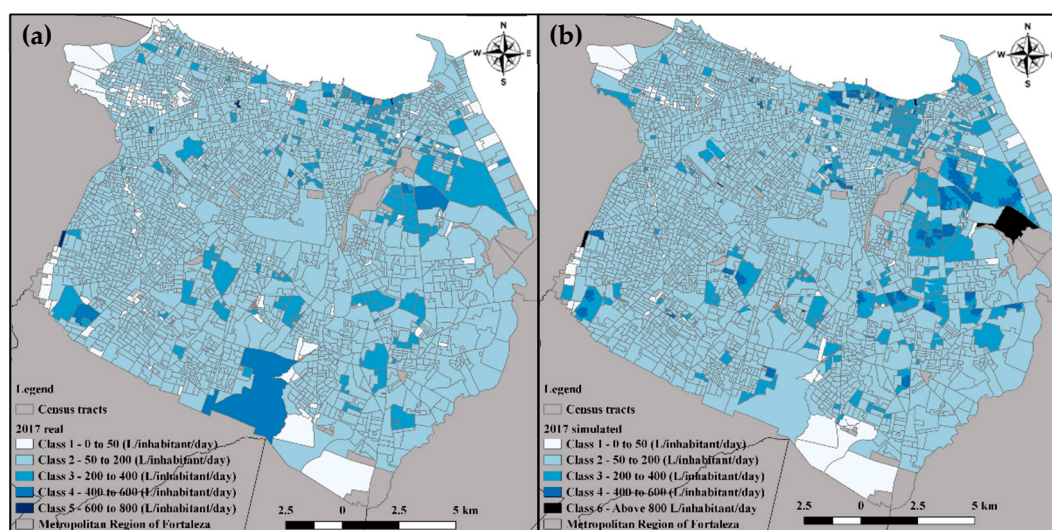 (a)
N
W E
S
Legend
Census tracts
2017 real
Class 1 - 0 to 50 (L/inhabitant/day)
Class 2 - 50 to 200 (L/inhabitant/day)
Class 3 - 200 to 400 (L/inhabitant/day)
Class 4 - 400 to 600 (L/inhabitant/day)
Class 5 - 600 to 800 (L/inhabitant/day)
Metropolitan Region of Fortaleza
2.5 0 2.5 5 km
(b)
N
W
S
Legend
Census tracts
2017 simulated
Class 1 - 0 to 50 (L/inhabitant/day)
Class 2 - 50 to 200 (L/inhabitant/day)
Class 3 - 200 to 400 (L/inhabitant/day)
Class 4 - 400 to 600 (L/inhabitant/day)
Class 6 - Above 800 L/inhabitant/day)
Metropolitan Region of Fortaleza
2.5 0 2.5 5 km